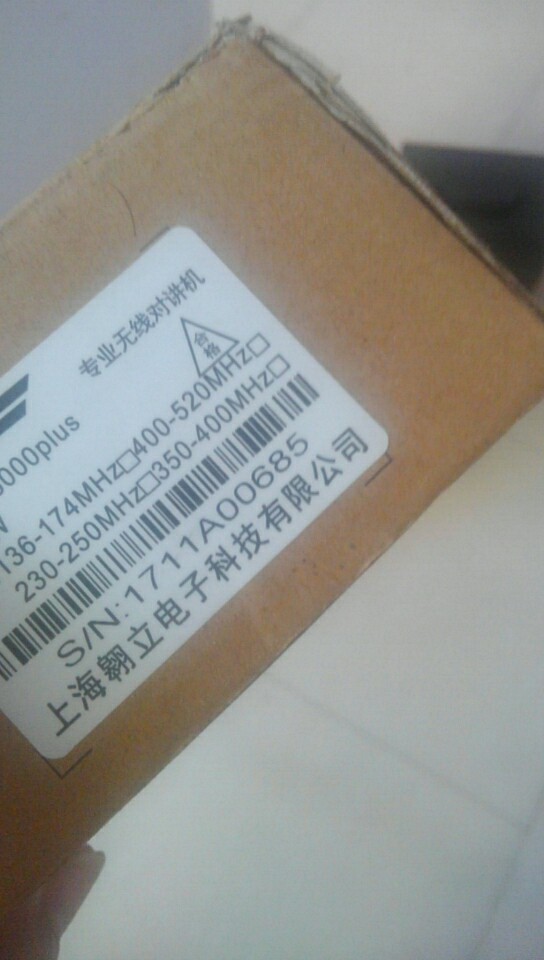 专业无线对讲机
合格
000plus
136-174MHz□400-520MHz□
230-250MHz□350-400MHz□
S/N:1711A00685
上海翱立电子科技有限公司